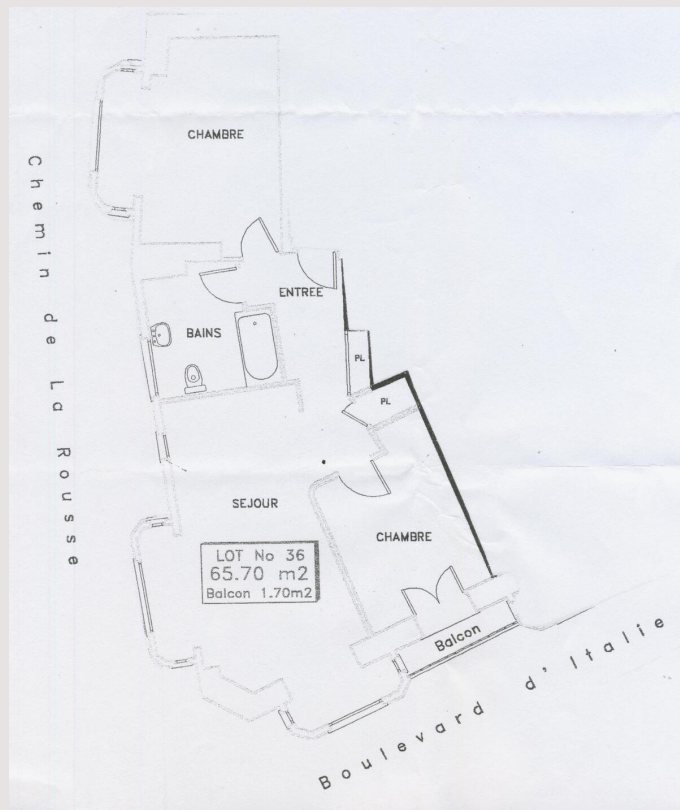 CHAMBRE
Chemin de La Rousse
ENTREE
BAINS
PL
PL
SEJOUR
CHAMBRE
LOT No 36
65.70 m2
Balcon 1.70m2
Balcon
Boulevard d'Italie